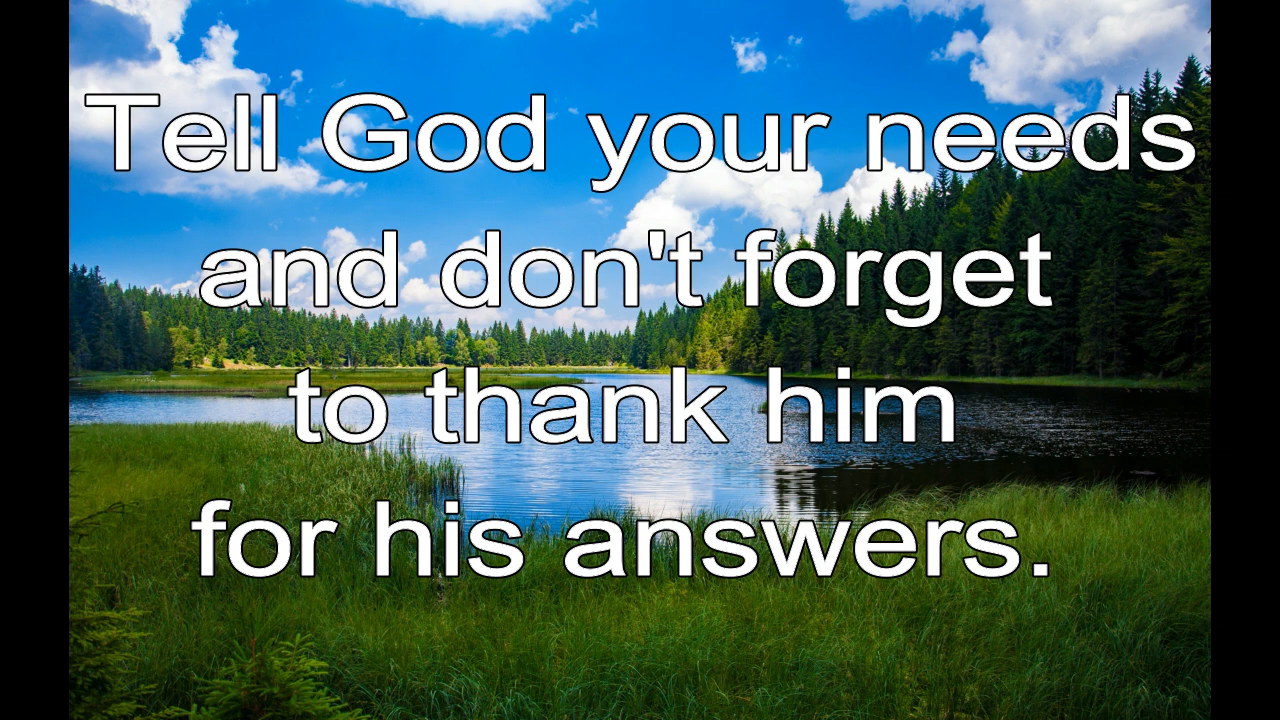 Tell God your needs
and don't forget
to thank him
for his answers.